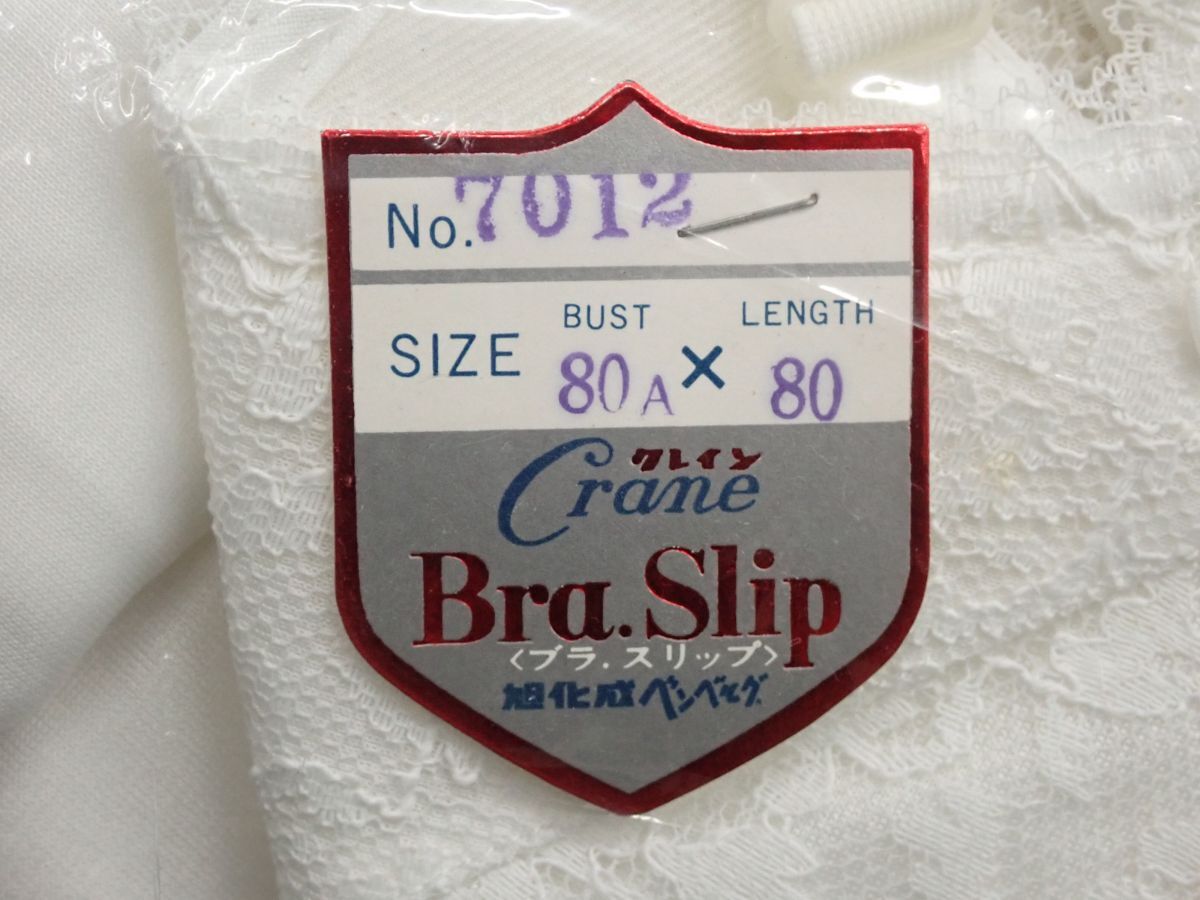 No. 7012
BUST LENGTH
SIZE 80A × 80
クレイン
Crane
Bra.Slip
<ブラ.スリップ>
旭化成ベンベルグ